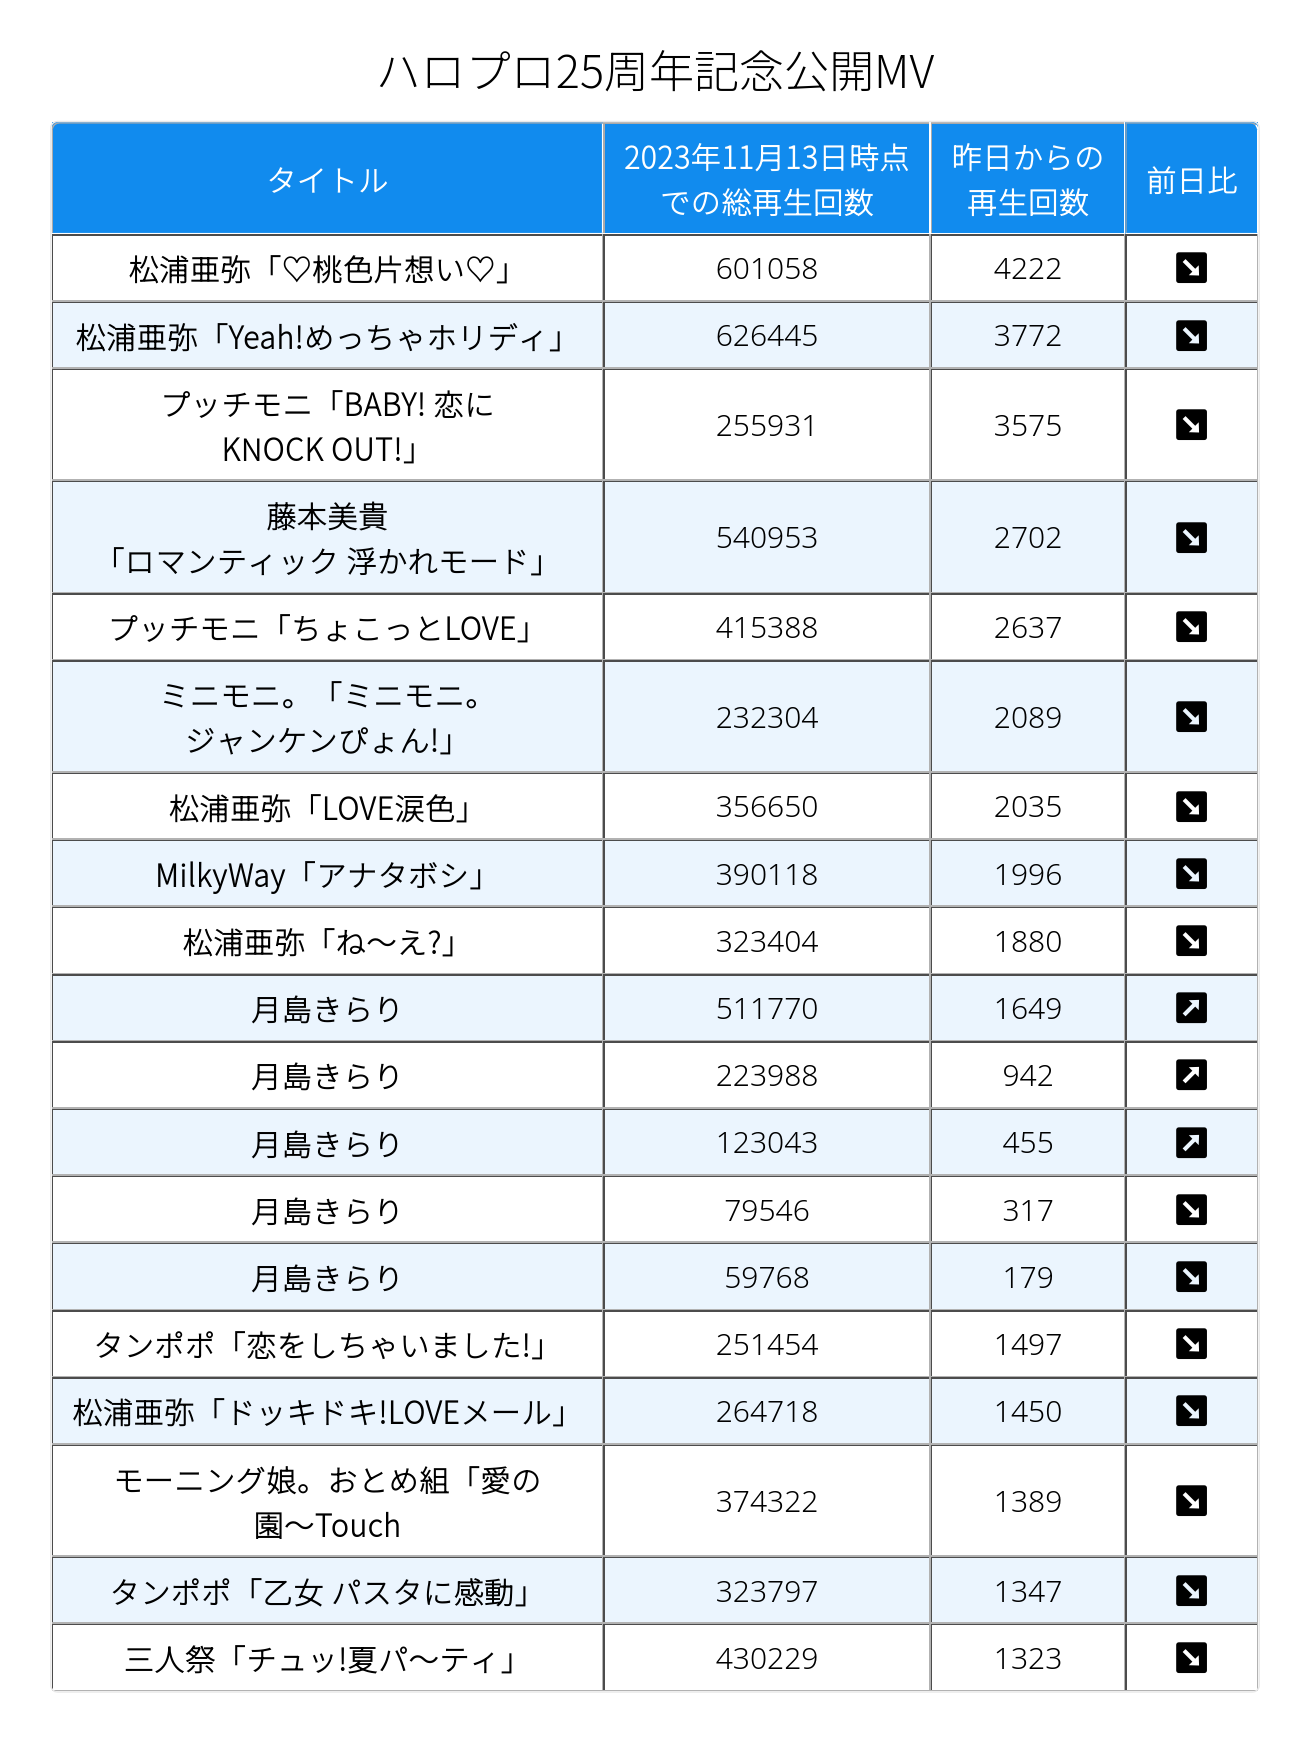 ハロプロ25周年記念公開MV
タイトル
2023年11月13日時点
での総再生回数
昨日からの
再生回数
前日比
松浦亜弥「♡桃色片想い♡」 601058 4222 ↘
松浦亜弥「Yeah!めっちゃホリディ」 626445 3772 ↘
プッチモニ「BABY! 恋に
KNOCK OUT!」 255931 3575 ↘
藤本美貴
「ロマンティック 浮かれモード」 540953 2702 ↘
プッチモニ「ちょこっとLOVE」 415388 2637 ↘
ミニモニ。「ミニモニ。
ジャンケンぴょん!」 232304 2089 ↘
松浦亜弥「LOVE涙色」 356650 2035 ↘
MilkyWay「アナタボシ」 390118 1996 ↘
松浦亜弥「ね〜え?」 323404 1880 ↘
月島きらり 511770 1649 ↗
月島きらり 223988 942 ↗
月島きらり 123043 455 ↗
月島きらり 79546 317 ↘
月島きらり 59768 179 ↘
タンポポ「恋をしちゃいました!」 251454 1497 ↘
松浦亜弥「ドッキドキ!LOVEメール」 264718 1450 ↘
モーニング娘。おとめ組「愛の
園〜Touch 374322 1389 ↘
タンポポ「乙女 パスタに感動」 323797 1347 ↘
三人祭「チュッ!夏パ〜ティ」 430229 1323 ↘